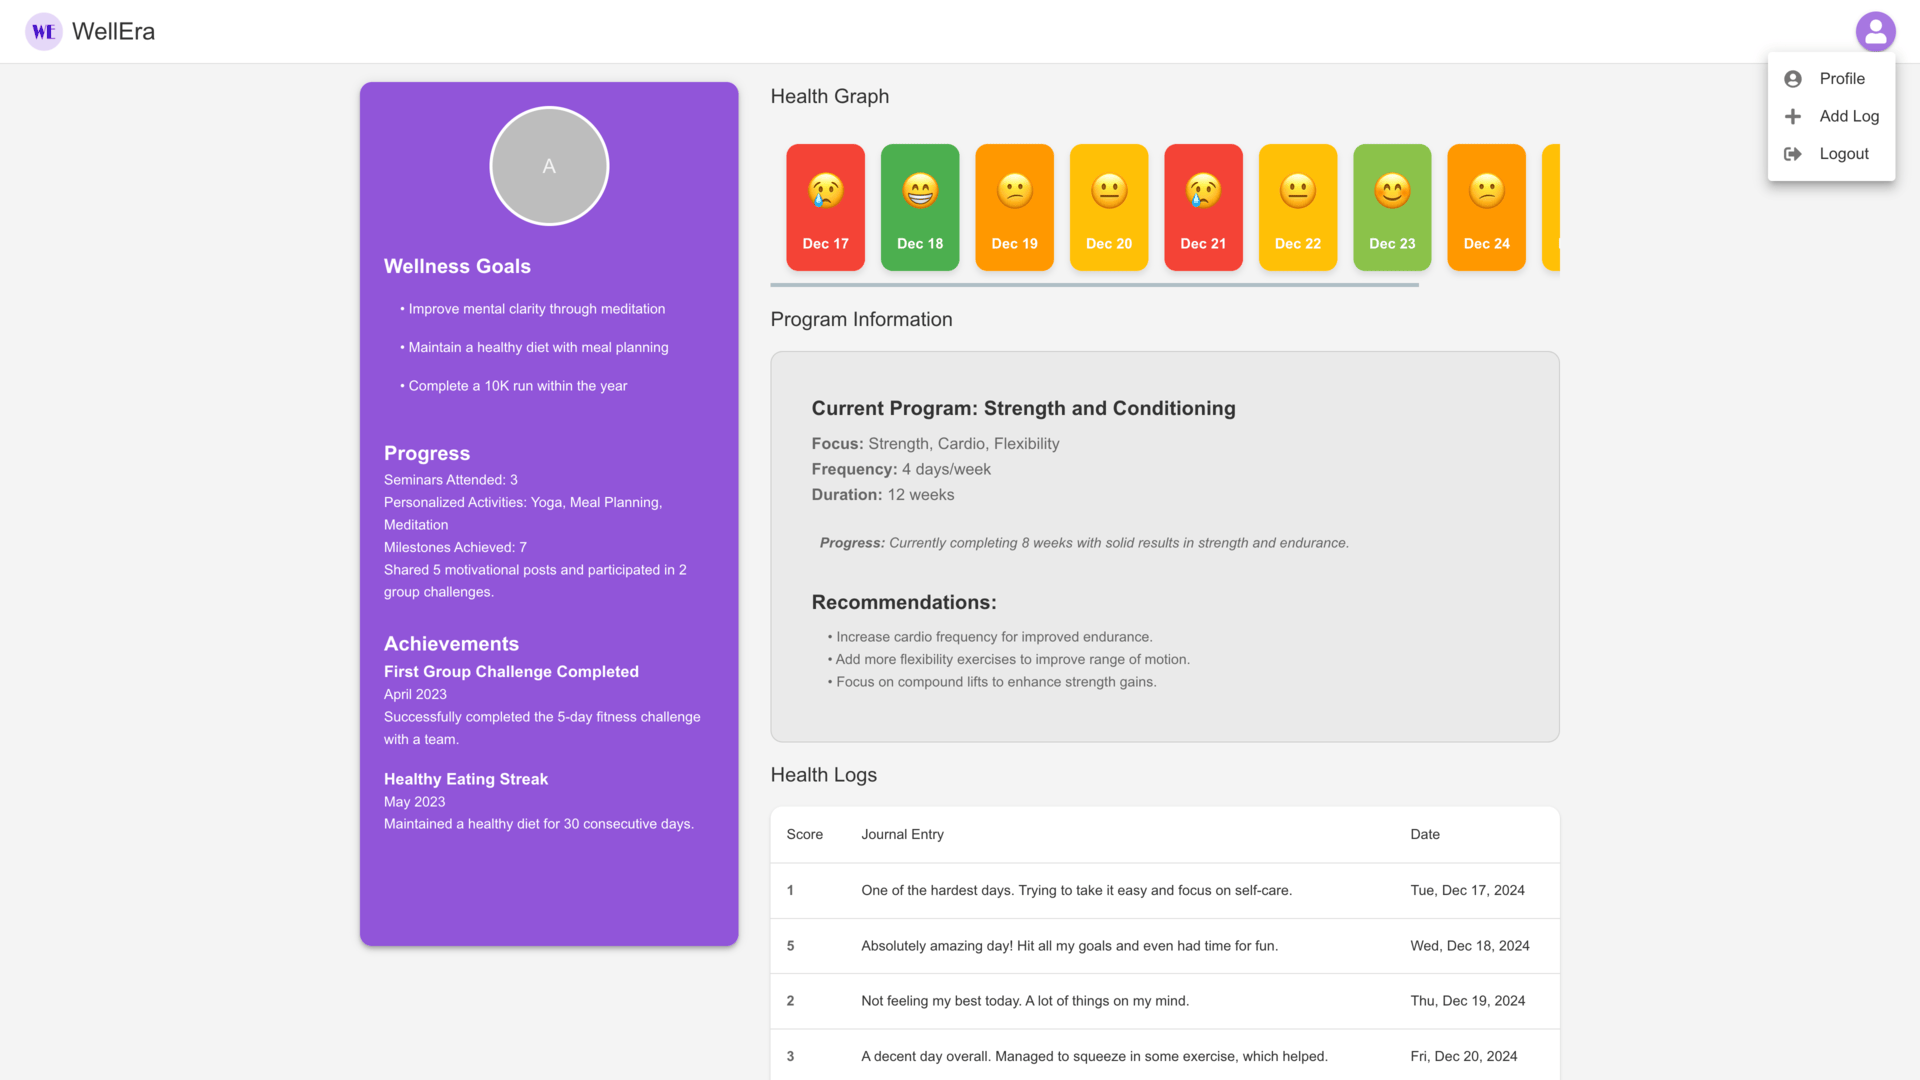 WE WellEra
Profile
Add Log
Logout
A
Wellness Goals
• Improve mental clarity through meditation
• Maintain a healthy diet with meal planning
• Complete a 10K run within the year
Progress
Seminars Attended: 3
Personalized Activities: Yoga, Meal Planning,
Meditation
Milestones Achieved: 7
Shared 5 motivational posts and participated in 2
group challenges.
Achievements
First Group Challenge Completed
April 2023
Successfully completed the 5-day fitness challenge
with a team.
Healthy Eating Streak
May 2023
Maintained a healthy diet for 30 consecutive days.
Health Graph
Dec 17 Dec 18 Dec 19 Dec 20 Dec 21 Dec 22 Dec 23 Dec 24
Program Information
Current Program: Strength and Conditioning
Focus: Strength, Cardio, Flexibility
Frequency: 4 days/week
Duration: 12 weeks
Progress: Currently completing 8 weeks with solid results in strength and endurance.
Recommendations:
• Increase cardio frequency for improved endurance.
• Add more flexibility exercises to improve range of motion.
• Focus on compound lifts to enhance strength gains.
Health Logs
Score Journal Entry Date
1 One of the hardest days. Trying to take it easy and focus on self-care. Tue, Dec 17, 2024
5 Absolutely amazing day! Hit all my goals and even had time for fun. Wed, Dec 18, 2024
2 Not feeling my best today. A lot of things on my mind. Thu, Dec 19, 2024
3 A decent day overall. Managed to squeeze in some exercise, which helped. Fri, Dec 20, 2024